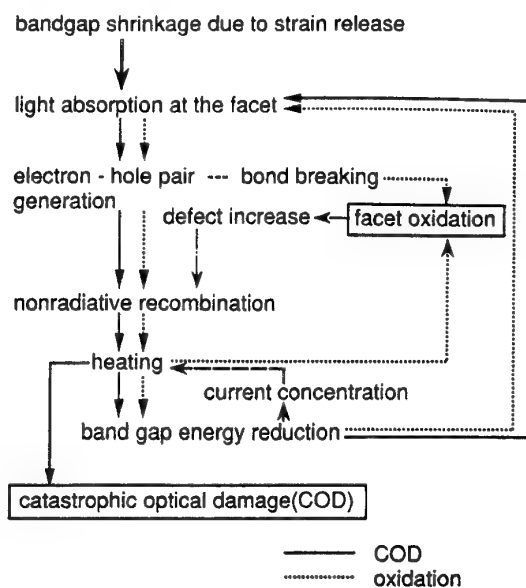 bandgap shrinkage due to strain release
light absorption at the facet
electron - hole pair --- bond breaking
generation
defect increase
facet oxidation
nonradiative recombination
heating
current concentration
band gap energy reduction
catastrophic optical damage(COD)
COD
oxidation